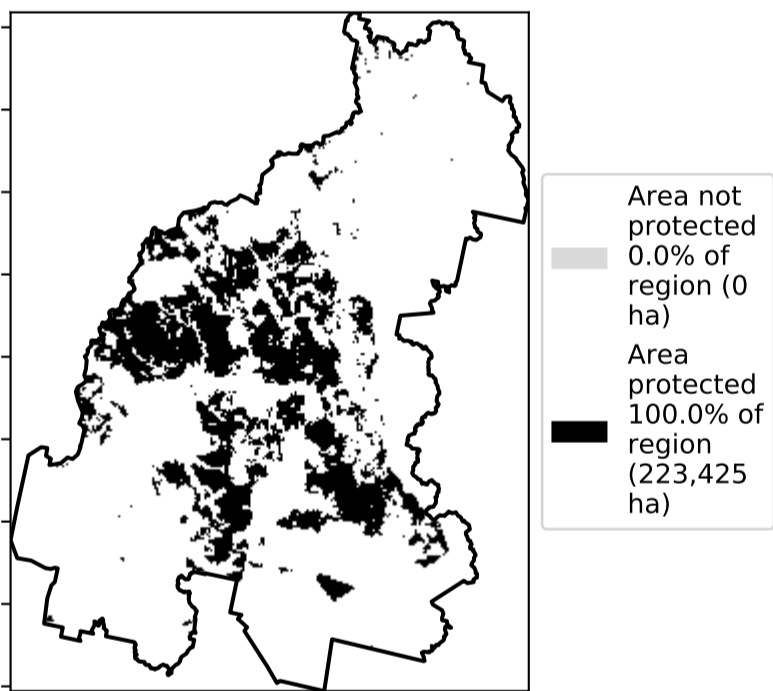 Area not
protected
0.0% of
region (0
ha)
Area
protected
100.0% of
region
(223,425
ha)